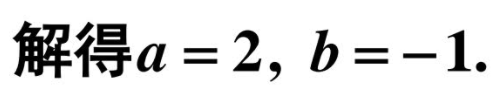 解得a = 2, b = −1.